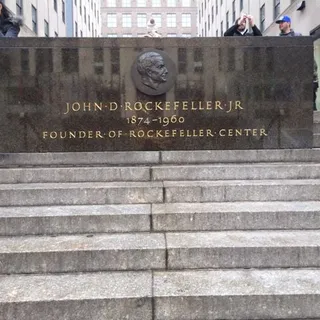 JOHN·D·ROCKEFELLER·JR
1874–1960
FOUNDER·OF·ROCKEFELLER·CENTER